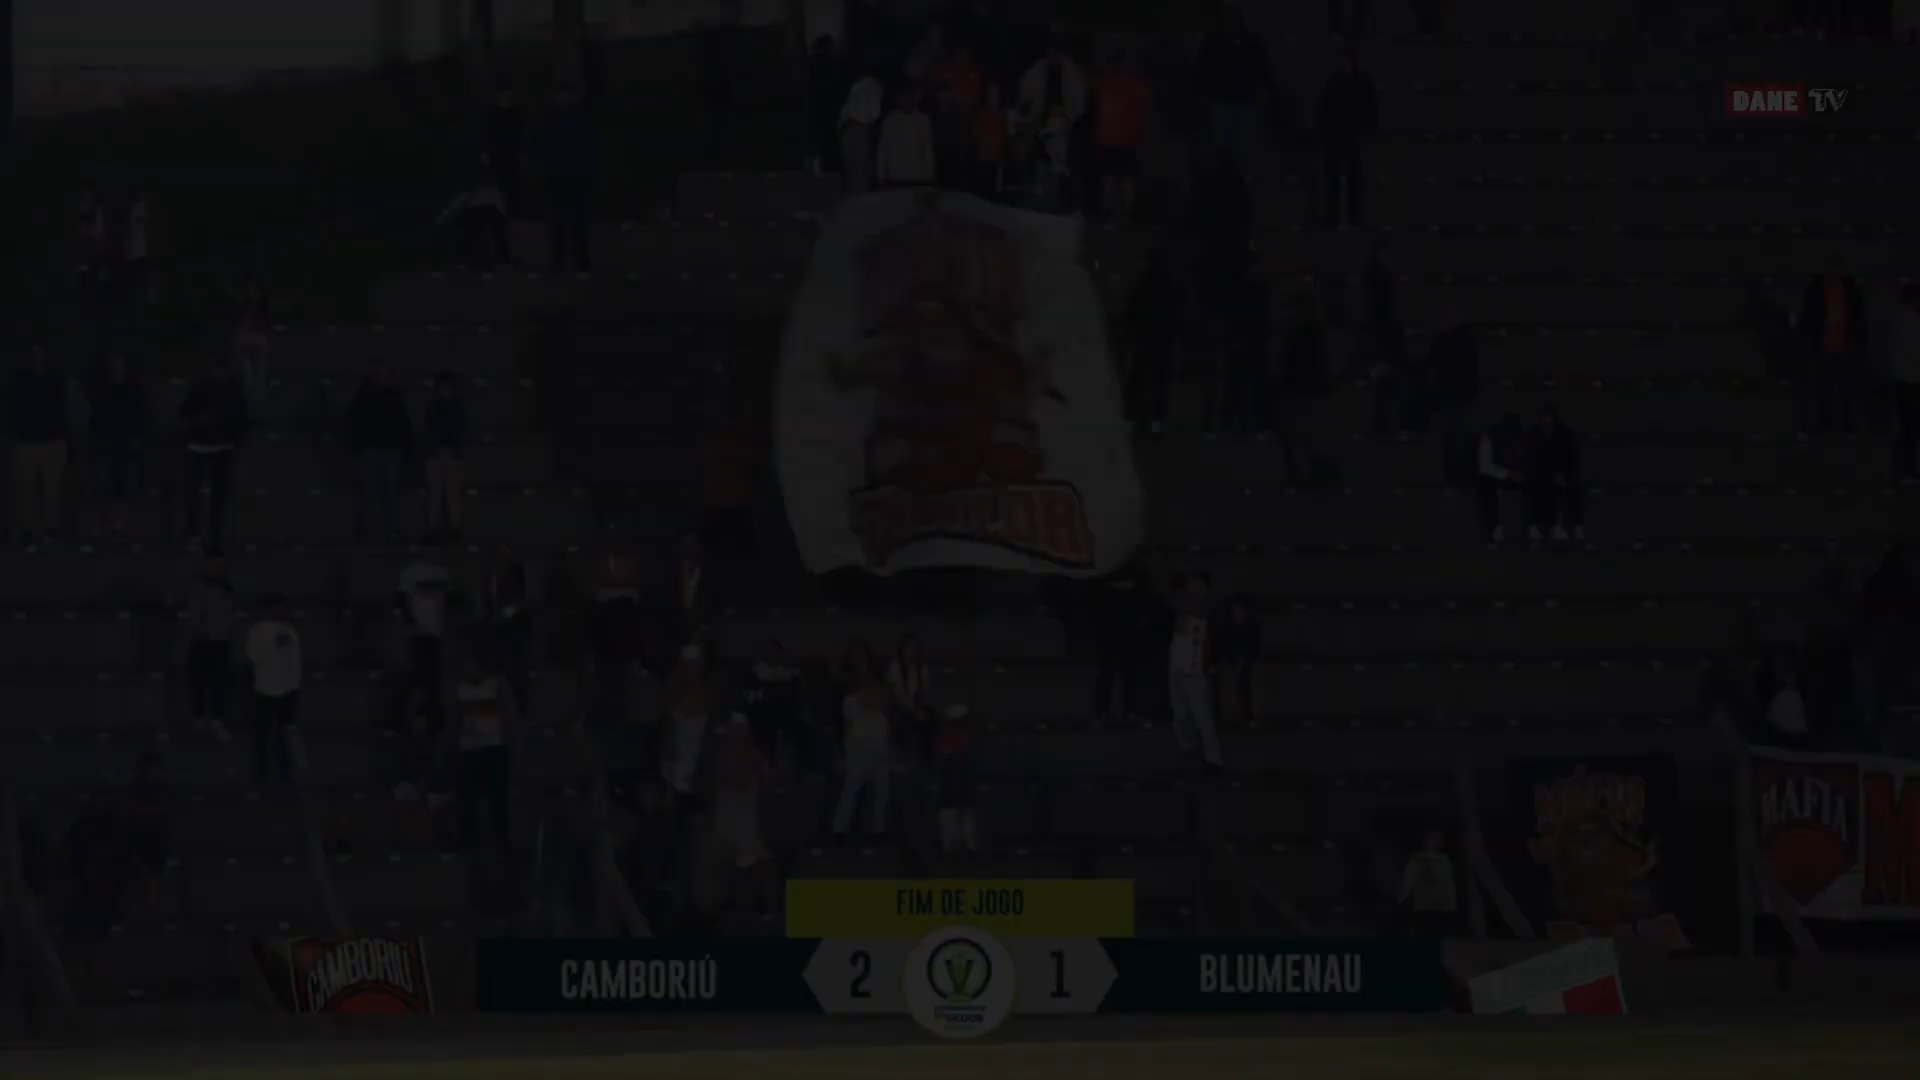 DANE TV
MAFIA
FIM DE JOGO
CAMBORIÚ 2 1 BLUMENAU
CAMBORIÚ